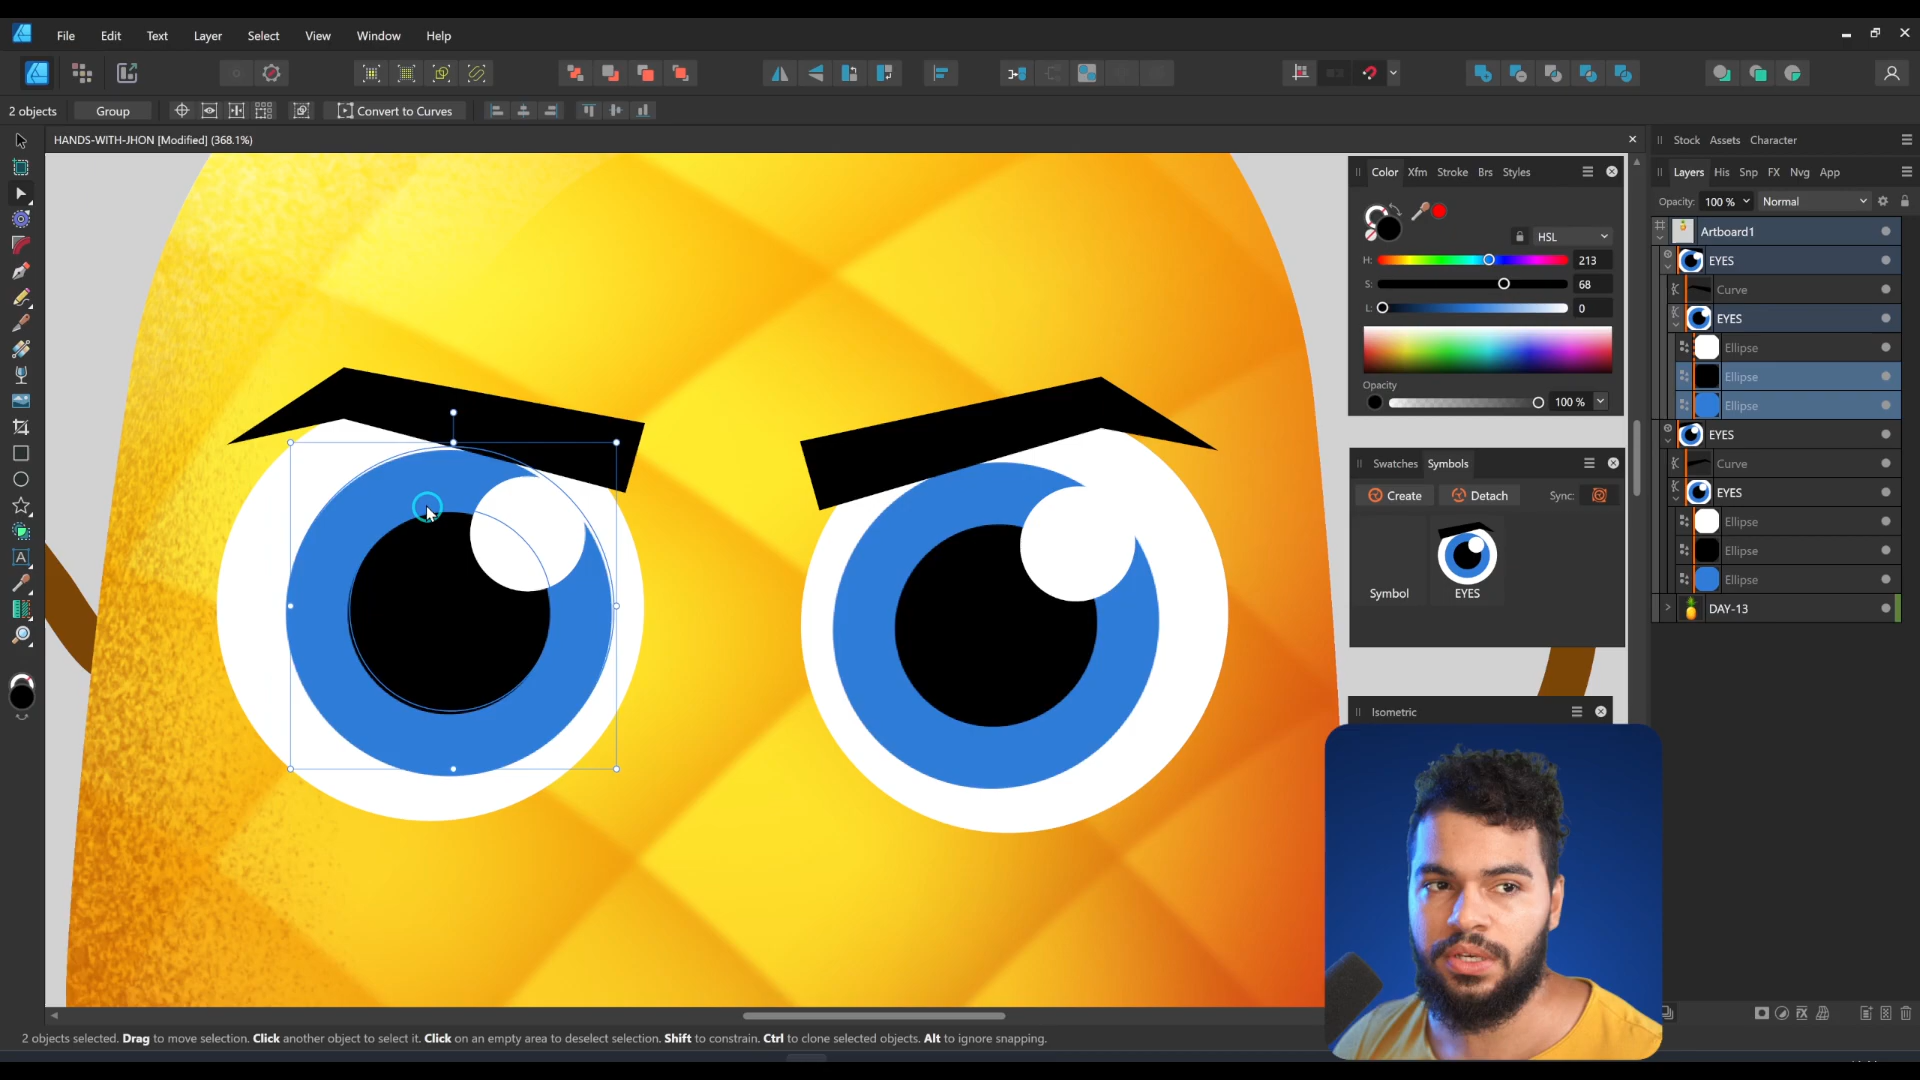 File Edit Text Layer Select View Window Help
2 objects Group Convert to Curves
HANDS-WITH-JHON [Modified] (368.1%)
Stock Assets Character
Color Xfm Stroke Brs Styles
Layers His Snp FX Nvg App
Opacity: 100 % Normal
HSL
H: 213
S: 68
L: 0
Opacity
100 %
Artboard1
EYES
Curve
EYES
Ellipse
Ellipse
Ellipse
EYES
Curve
EYES
Ellipse
Ellipse
Ellipse
DAY-13
Swatches Symbols
Create Detach Sync:
Symbol EYES
Isometric
2 objects selected. Drag to move selection. Click another object to select it. Click on an empty area to deselect selection. Shift to constrain. Ctrl to clone selected objects. Alt to ignore snapping.